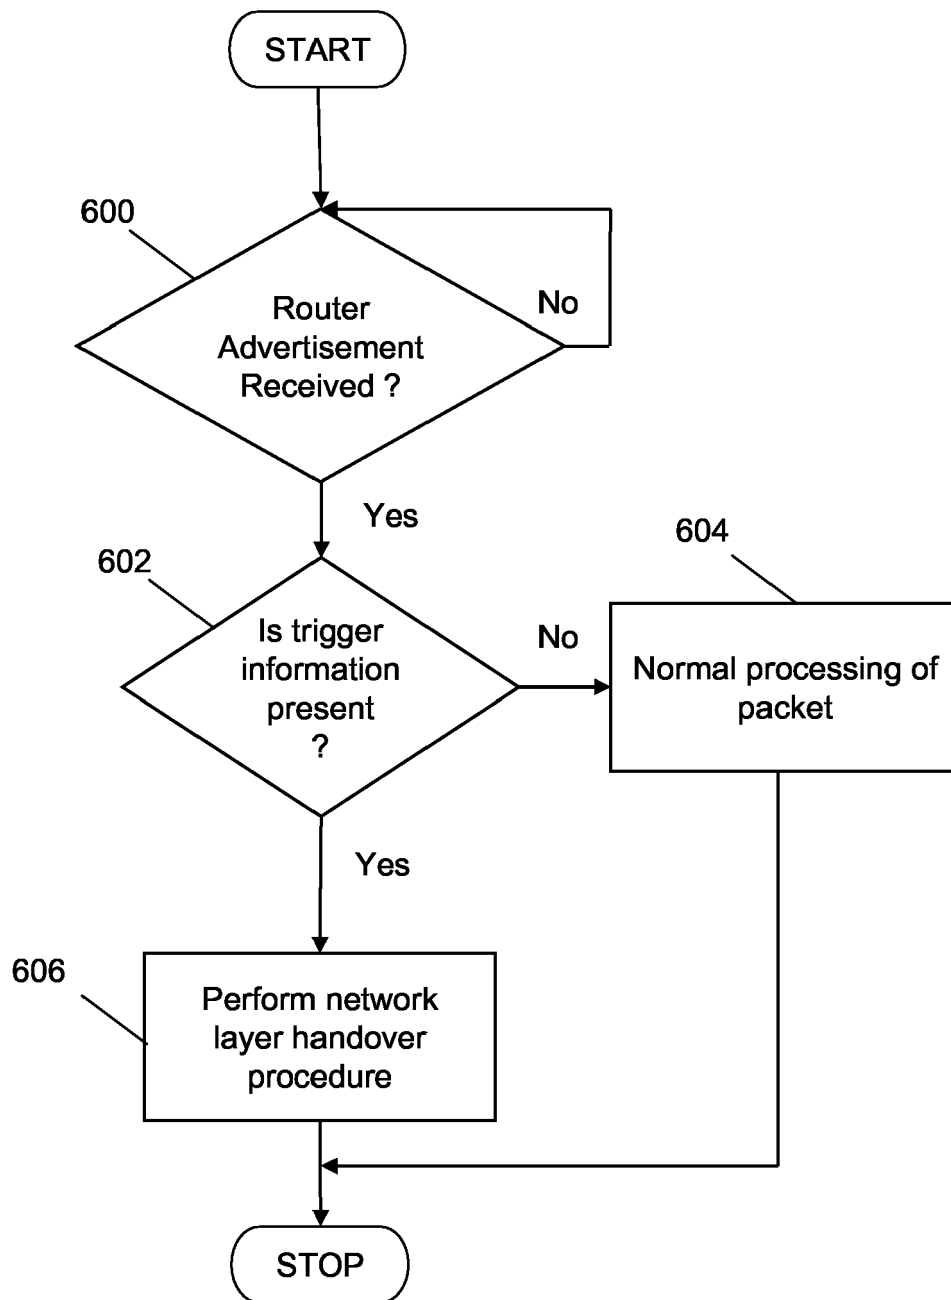 START
600
Router
Advertisement
Received ?
No
Yes
602
Is trigger
information
present
?
No
604
Normal processing of
packet
Yes
606
Perform network
layer handover
procedure
STOP